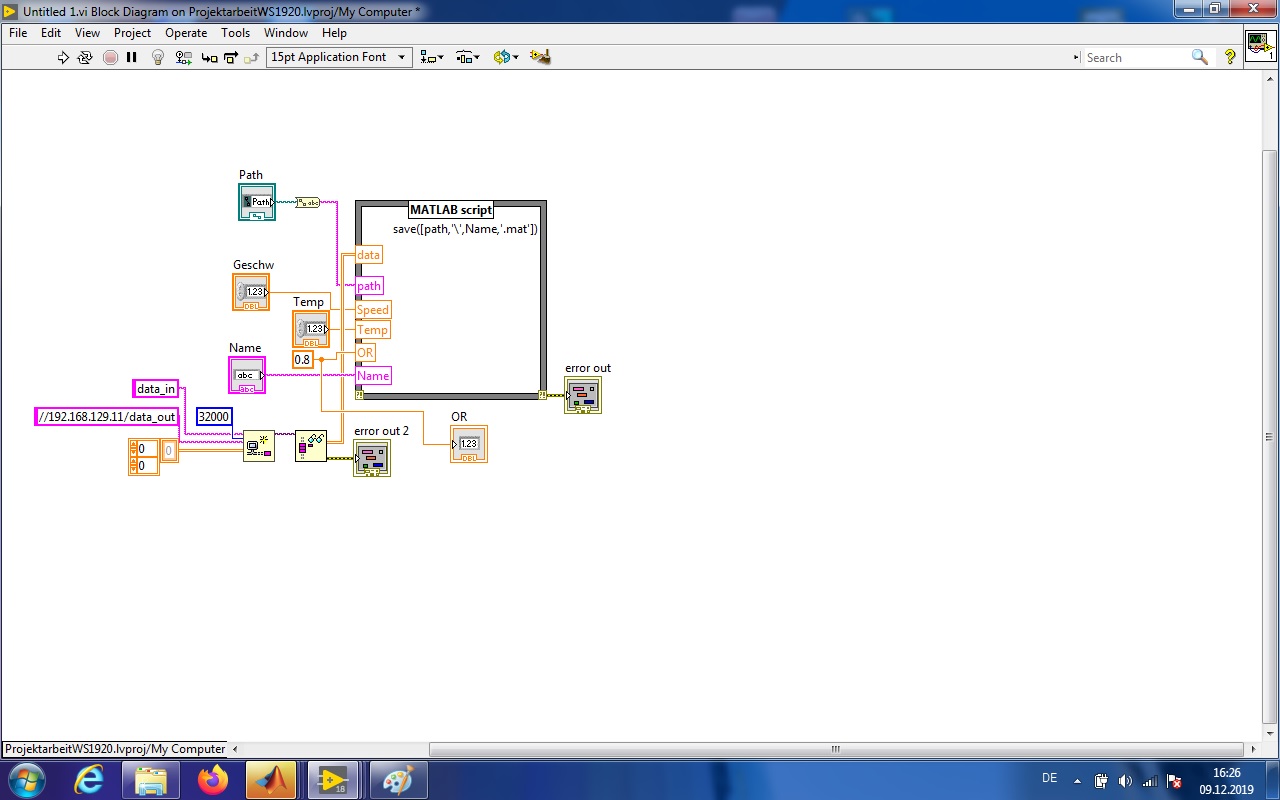 Untitled 1.vi Block Diagram on ProjektarbeitWS1920.lvproj/My Computer *
File Edit View Project Operate Tools Window Help
15pt Application Font
Search
1
Path
Path
MATLAB script
save([path,'\',Name,'.mat'])
data
Geschw
1.23
DBL
path
Temp
1.23
DBL
Speed
Temp
0.8
OR
Name
abc
abc
Name
error out
data_in
//192.168.129.11/data_out
32000
OR
1.23
DBL
error out 2
0
0
0
ProjektarbeitWS1920.lvproj/My Computer
18
DE
16:26
09.12.2019